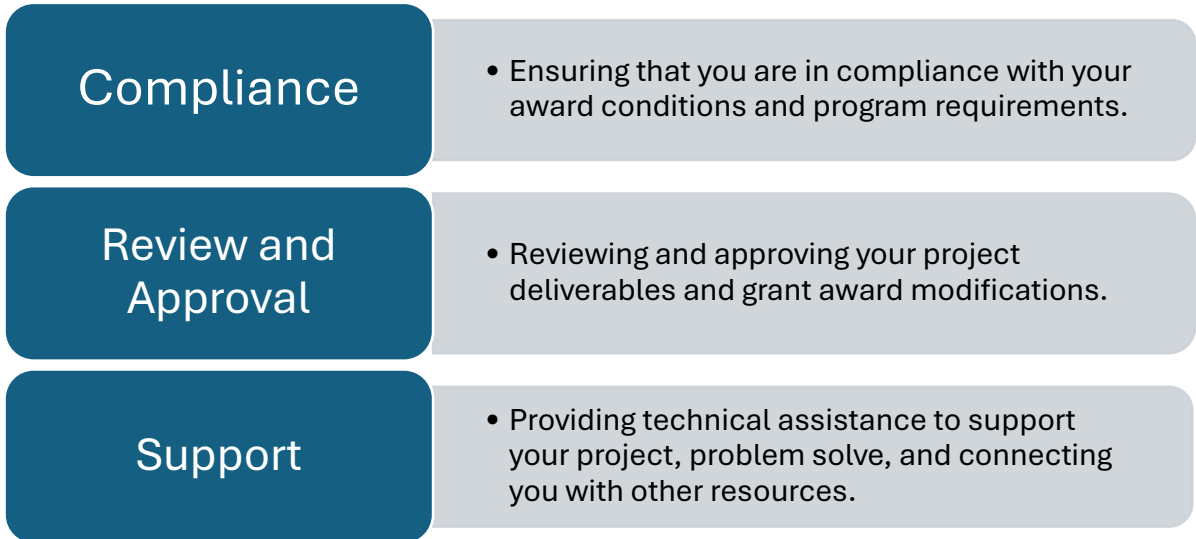 Compliance
• Ensuring that you are in compliance with your
award conditions and program requirements.
Review and
Approval
• Reviewing and approving your project
deliverables and grant award modifications.
Support
• Providing technical assistance to support
your project, problem solve, and connecting
you with other resources.